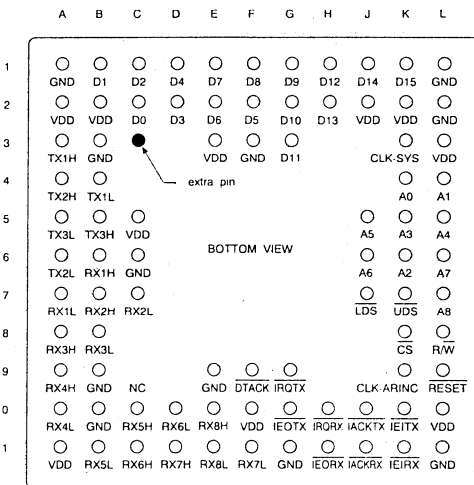 A B C D E F G H J K L
1
GND D1 D2 D4 D7 D8 D9 D12 D14 D15 GND
2
VDD VDD D0 D3 D6 D5 D10 D13 VDD VDD GND
3
TX1H GND VDD GND D11 CLK-SYS VDD
extra pin
4
TX2H TX1L A0 A1
5
TX3L TX3H VDD A5 A3 A4
BOTTOM VIEW
6
TX2L RX1H GND A6 A2 A7
7
RX1L RX2H RX2L LDS UDS A8
8
RX3H RX3L CS R/W
9
RX4H GND NC GND DTACK IRQTX CLK-ARINC RESET
0
RX4L GND RX5H RX6L RX8H VDD IEOTX IRQRX IACKTX IEITX VDD
1
VDD RX5L RX6H RX7H RX8L RX7L GND IEORX IACKRX IEIRX GND